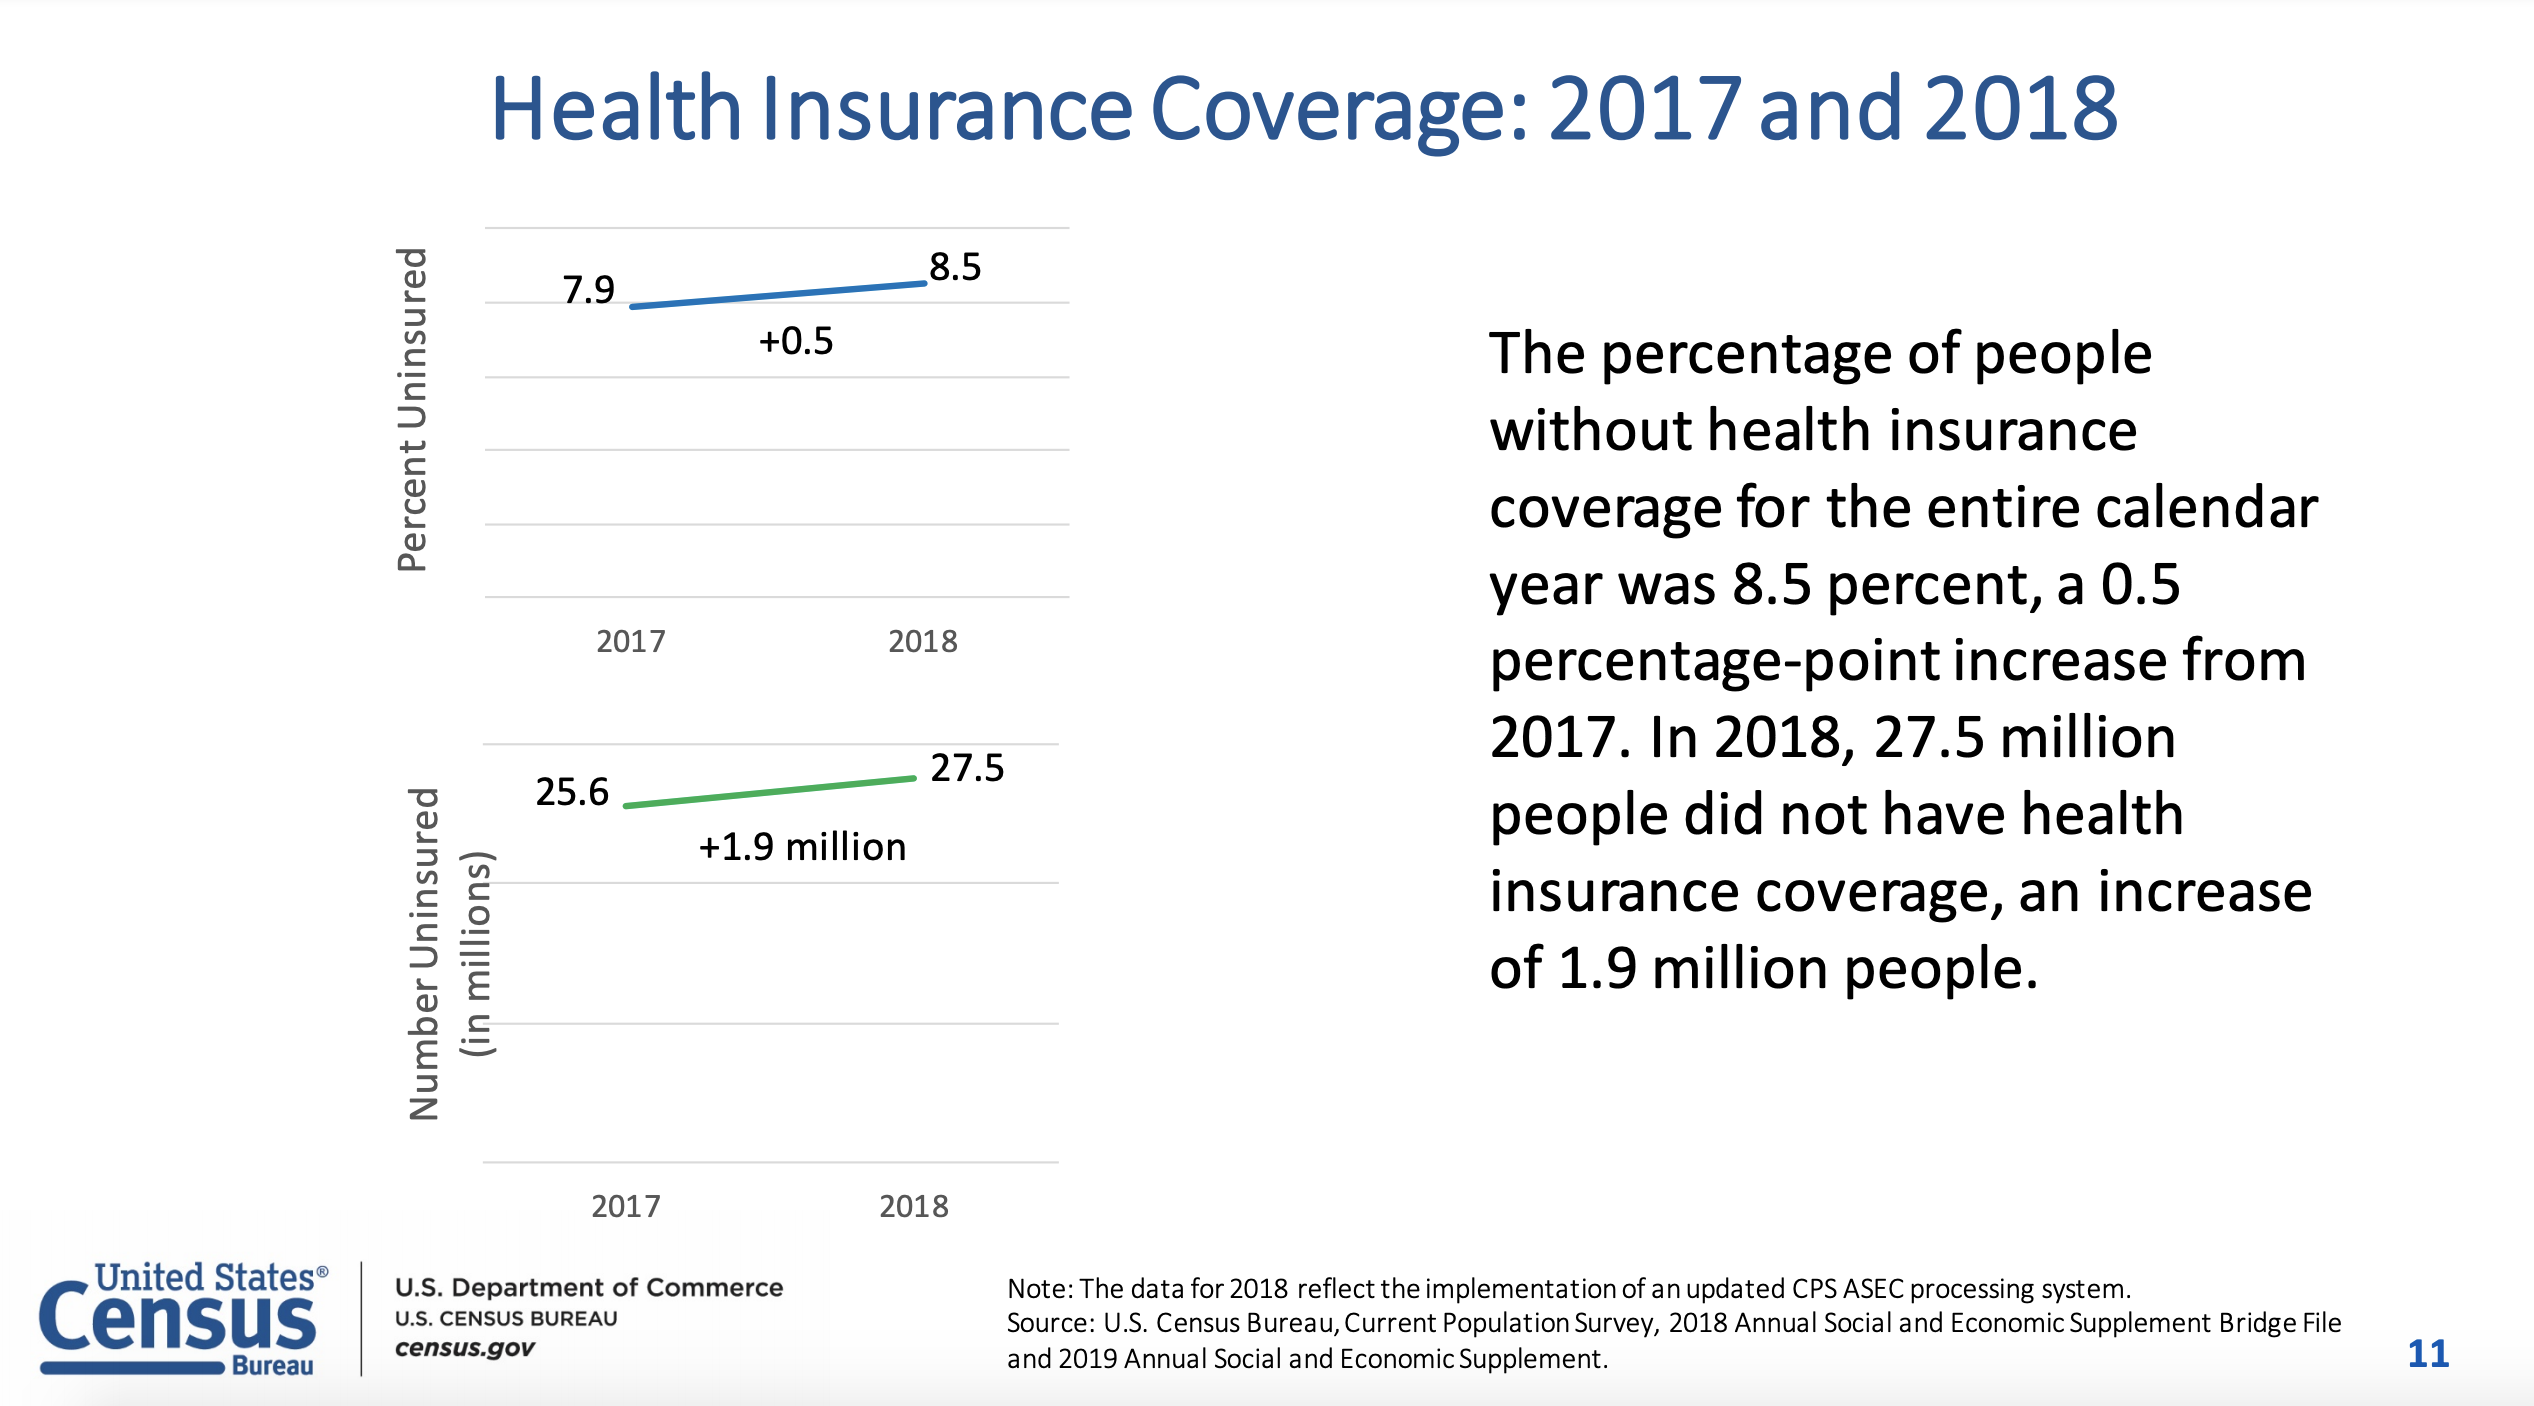 Health Insurance Coverage: 2017 and 2018
Percent Uninsured
7.9
8.5
+0.5
2017
2018
Number Uninsured
(in millions)
25.6
27.5
+1.9 million
2017
2018
The percentage of people
without health insurance
coverage for the entire calendar
year was 8.5 percent, a 0.5
percentage-point increase from
2017. In 2018, 27.5 million
people did not have health
insurance coverage, an increase
of 1.9 million people.
United States®
Census
Bureau
U.S. Department of Commerce
U.S. CENSUS BUREAU
census.gov
Note: The data for 2018 reflect the implementation of an updated CPS ASEC processing system.
Source: U.S. Census Bureau, Current Population Survey, 2018 Annual Social and Economic Supplement Bridge File
and 2019 Annual Social and Economic Supplement.
11